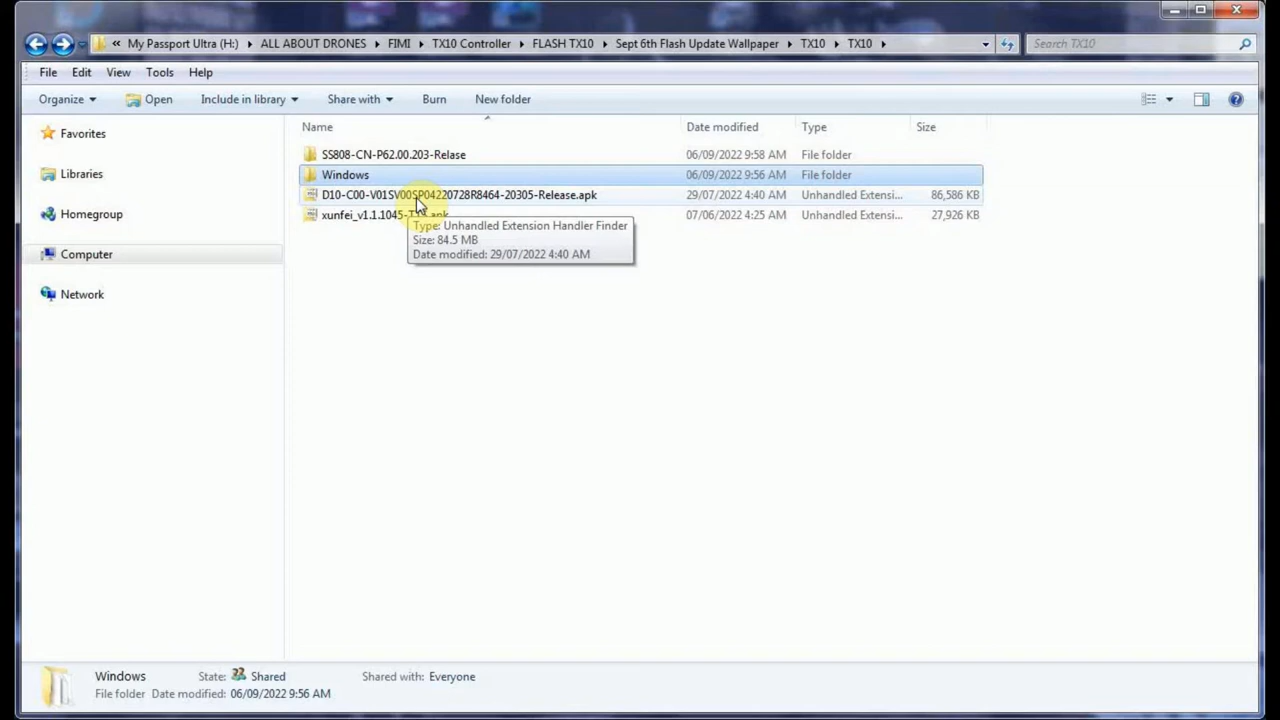 « My Passport Ultra (H:) ▸ ALL ABOUT DRONES ▸ FIMI ▸ TX10 Controller ▸ FLASH TX10 ▸ Sept 6th Flash Update Wallpaper ▸ TX10 ▸ TX10 ▸ Search TX10
File Edit View Tools Help
Organize Open Include in library Share with Burn New folder
Name Date modified Type Size
Favorites
Libraries
Homegroup
Computer
Network
SS808-CN-P62.00.203-Relase 06/09/2022 9:58 AM File folder
Windows 06/09/2022 9:56 AM File folder
D10-C00-V01SV00SP04220728R8464-20305-Release.apk 29/07/2022 4:40 AM Unhandled Extensi... 86,586 KB
xunfei_v1.1.1045-TX .apk 07/06/2022 4:25 AM Unhandled Extensi... 27,926 KB
Type: Unhandled Extension Handler Finder
Size: 84.5 MB
Date modified: 29/07/2022 4:40 AM
Windows State: Shared Shared with: Everyone
File folder Date modified: 06/09/2022 9:56 AM